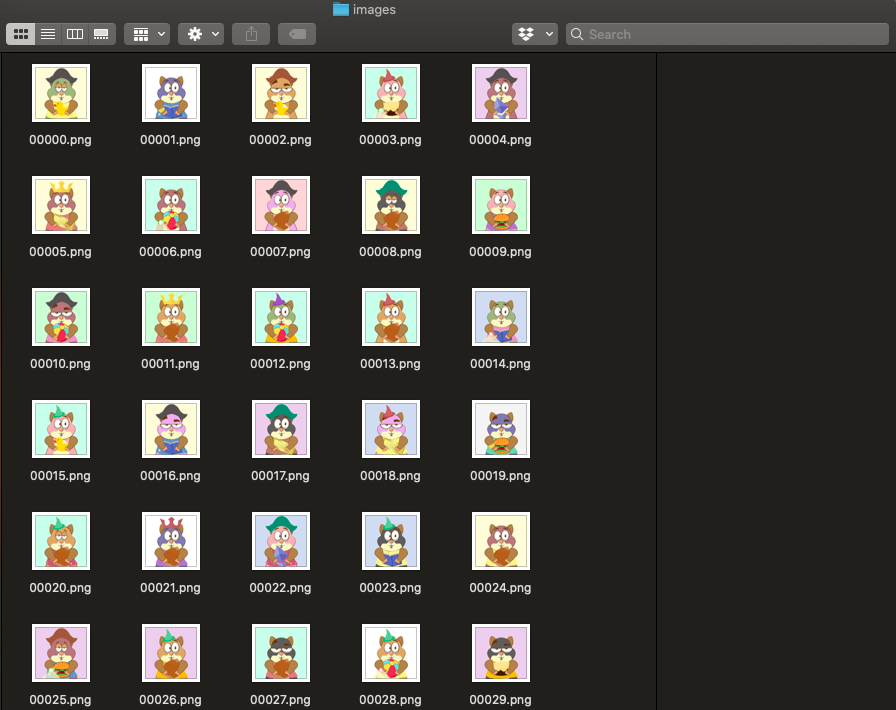 images
Search
00000.png 00001.png 00002.png 00003.png 00004.png
00005.png 00006.png 00007.png 00008.png 00009.png
00010.png 00011.png 00012.png 00013.png 00014.png
00015.png 00016.png 00017.png 00018.png 00019.png
00020.png 00021.png 00022.png 00023.png 00024.png
00025.png 00026.png 00027.png 00028.png 00029.png